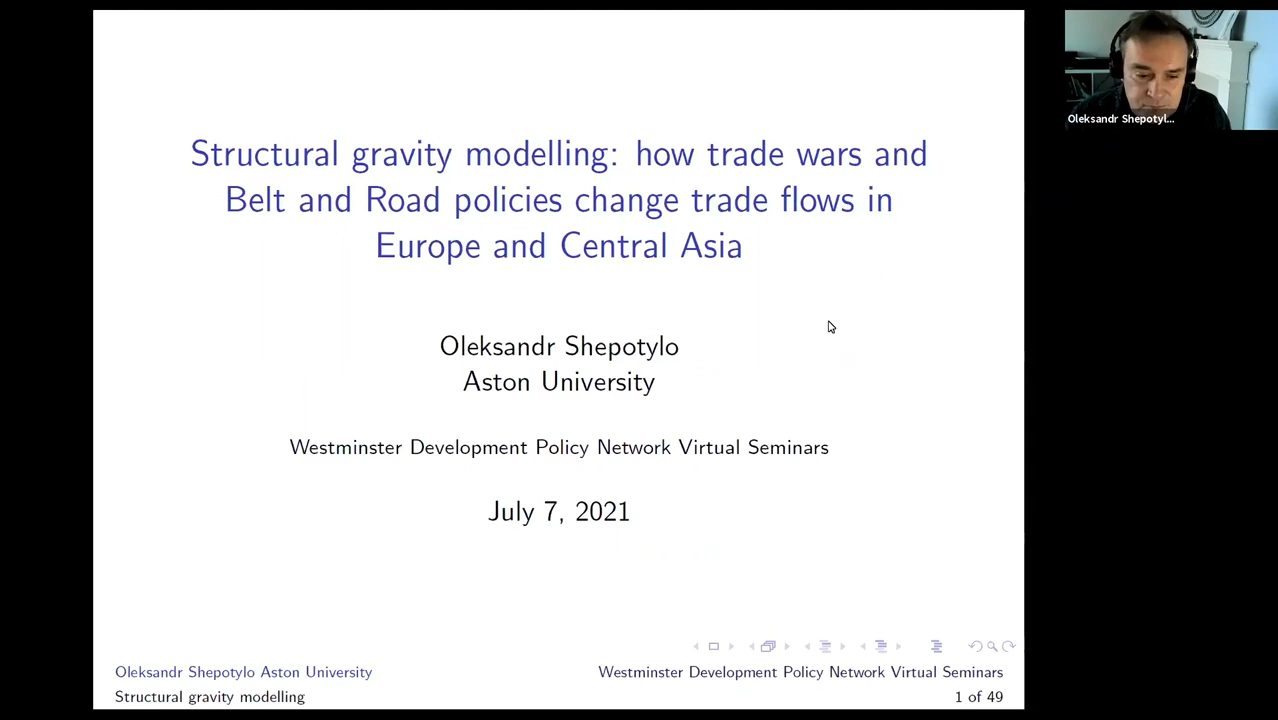 Structural gravity modelling: how trade wars and
Belt and Road policies change trade flows in
Europe and Central Asia
Oleksandr Shepotylo
Aston University
Westminster Development Policy Network Virtual Seminars
July 7, 2021
Oleksandr Shepotylo Aston University
Westminster Development Policy Network Virtual Seminars
Structural gravity modelling
1 of 49
Oleksandr Shepotyl...